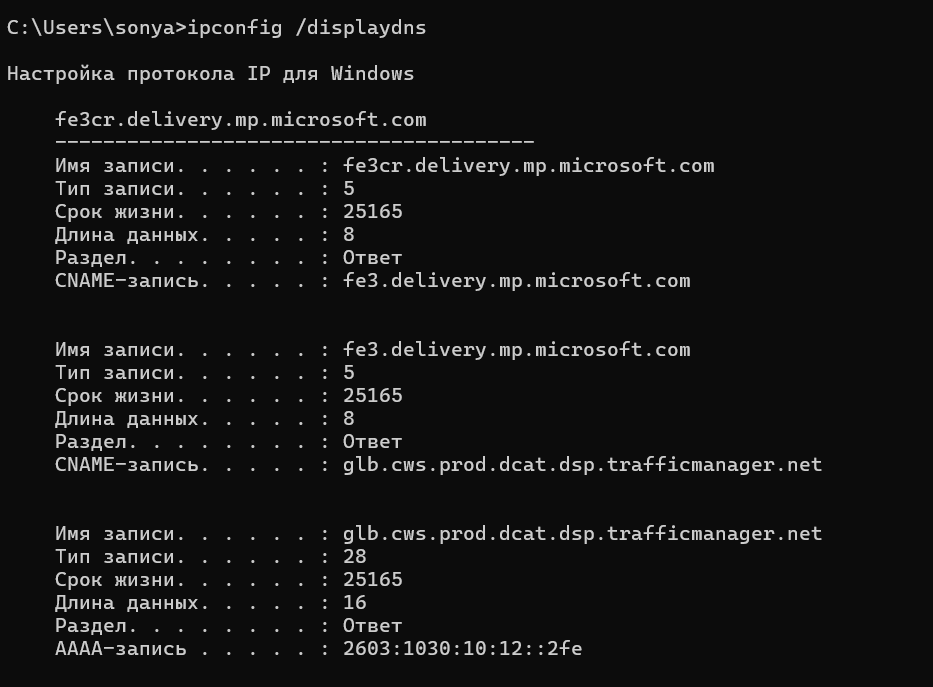 C:\Users\sonya>ipconfig /displaydns
Настройка протокола IP для Windows
fe3cr.delivery.mp.microsoft.com
----------------------------------------
Имя записи. . . . . . : fe3cr.delivery.mp.microsoft.com
Тип записи. . . . . . : 5
Срок жизни. . . . . . : 25165
Длина данных. . . . . : 8
Раздел. . . . . . . . : Ответ
CNAME-запись. . . . . : fe3.delivery.mp.microsoft.com
Имя записи. . . . . . : fe3.delivery.mp.microsoft.com
Тип записи. . . . . . : 5
Срок жизни. . . . . . : 25165
Длина данных. . . . . : 8
Раздел. . . . . . . . : Ответ
CNAME-запись. . . . . : glb.cws.prod.dcat.dsp.trafficmanager.net
Имя записи. . . . . . : glb.cws.prod.dcat.dsp.trafficmanager.net
Тип записи. . . . . . : 28
Срок жизни. . . . . . : 25165
Длина данных. . . . . : 16
Раздел. . . . . . . . : Ответ
AAAA-запись . . . . . : 2603:1030:10:12::2fe